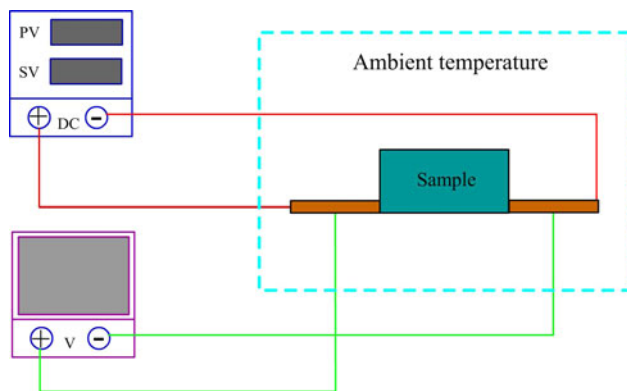 PV
SV
+ DC -
Ambient temperature
Sample
+ V -